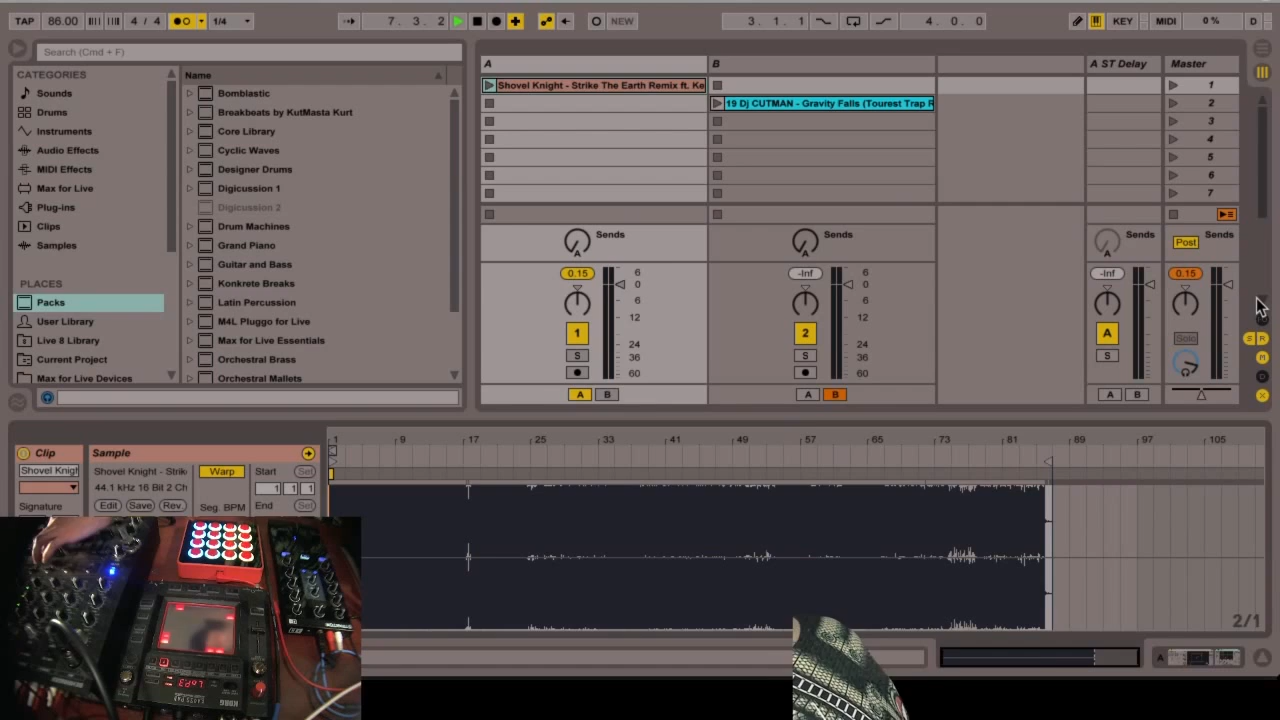 TAP 86.00 4 / 4 1/4 7. 3. 2 NEW 3. 1. 1 4. 0. 0 KEY MIDI 0 % D
Search (Cmd + F)
CATEGORIES
Sounds
Drums
Instruments
Audio Effects
MIDI Effects
Max for Live
Plug-ins
Clips
Samples
PLACES
Packs
User Library
Live 8 Library
Current Project
Max for Live Devices
Name
Bomblastic
Breakbeats by KutMasta Kurt
Core Library
Cyclic Waves
Designer Drums
Digicussion 1
Digicussion 2
Drum Machines
Grand Piano
Guitar and Bass
Konkrete Breaks
Latin Percussion
M4L Pluggo for Live
Max for Live Essentials
Orchestral Brass
Orchestral Mallets
A B A ST Delay Master
Shovel Knight - Strike The Earth Remix ft. Ke 1
19 Dj CUTMAN - Gravity Falls (Tourest Trap R 2
3
4
5
6
7
Sends Sends Sends Post Sends
A A A
0.15 6 -Inf 6 -Inf 0.15
0 0
6 6
12 12
1 2 A Solo
24 24
S 36 S 36 S
60 60
A B A B A B
S R
M
D
X
1 9 17 25 33 41 49 57 65 73 81 89 97 105
Clip Sample
Shovel Knigh Shovel Knight - Strik Warp Start Set
44.1 kHz 16 Bit 2 Ch 1 1 1
Signature Edit Save Rev. Seg. BPM End Set
2/1
A
LoP3
KORG